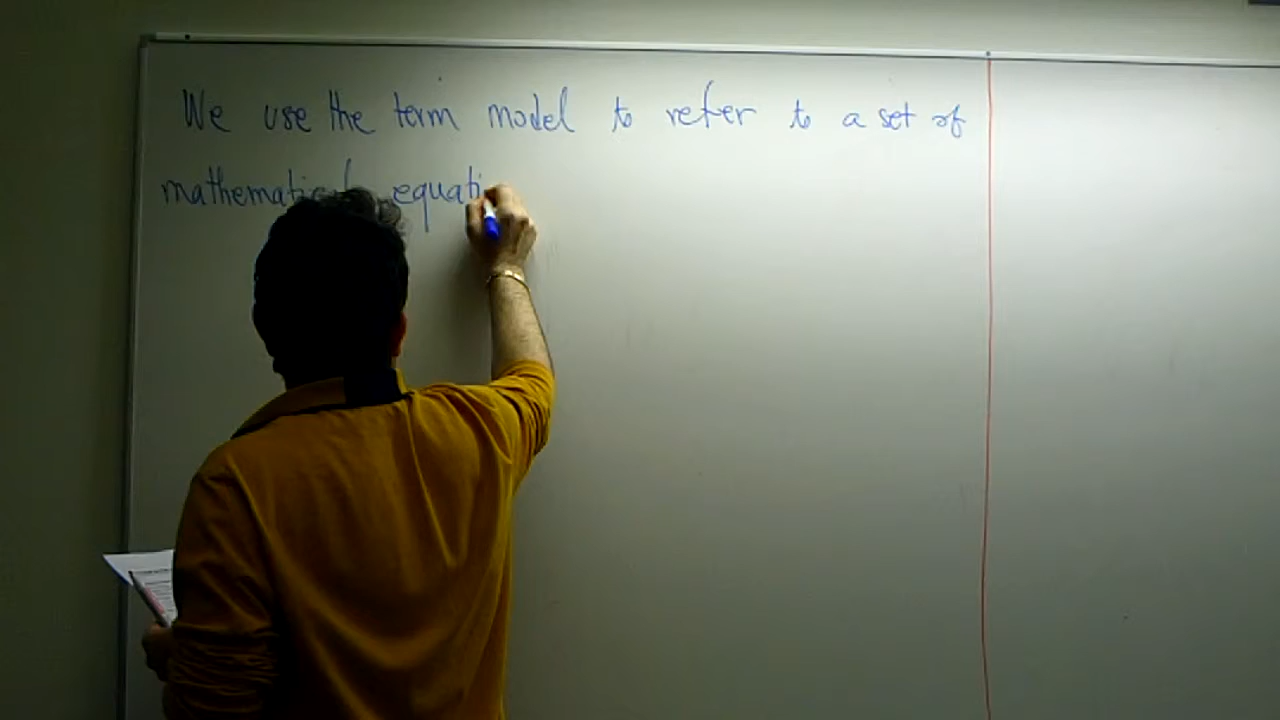 We use the term model to refer to a set of
mathematical equati